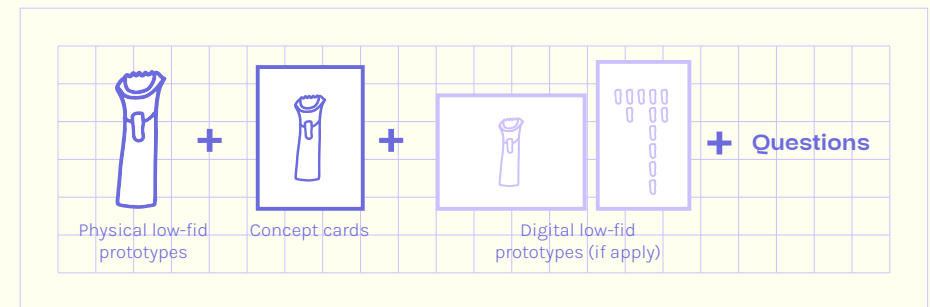 Questions
Physical low-fid
prototypes
Concept cards
Digital low-fid
prototypes (if apply)